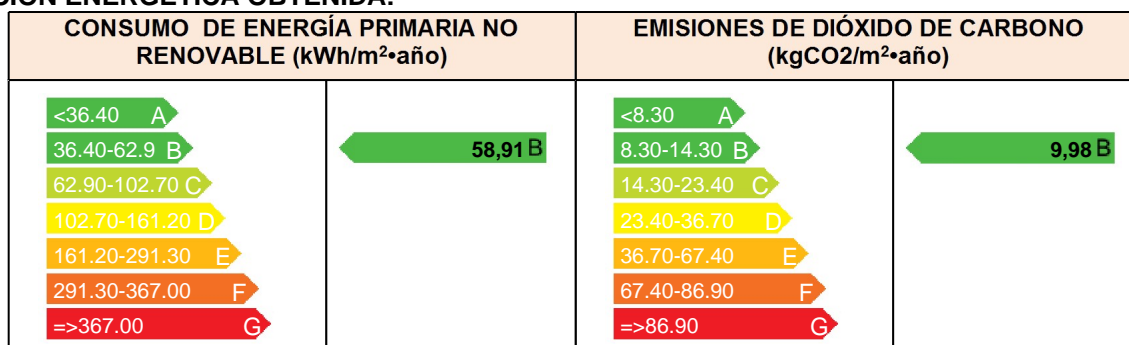 ENERGÉTICA OBTENIDA:
CONSUMO DE ENERGÍA PRIMARIA NO
RENOVABLE (kWh/m²•año)
EMISIONES DE DIÓXIDO DE CARBONO
(kgCO2/m²•año)
<36.40 A
36.40-62.9 B
62.90-102.70 C
102.70-161.20 D
161.20-291.30 E
291.30-367.00 F
=>367.00 G
58,91 B
<8.30 A
8.30-14.30 B
14.30-23.40 C
23.40-36.70 D
36.70-67.40 E
67.40-86.90 F
=>86.90 G
9,98 B